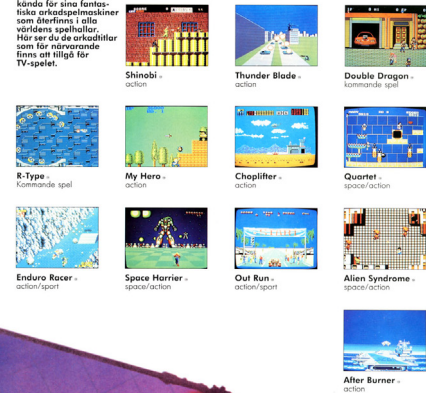 kända för sina fantas-
tiska arkadspelmaskiner
som återfinns i alla
världens spelhallar.
Här ser du de arkadtitlar
som för närvarande
finns att tillgå för
TV-spelet.
Shinobi
action
Thunder Blade
action
Double Dragon
kommande spel
R-Type
Kommande spel
My Hero
action
Choplifter
action
Quartet
space/action
Enduro Racer
action/sport
Space Harrier
space/action
Out Run
action/sport
Alien Syndrome
space/action
After Burner
action